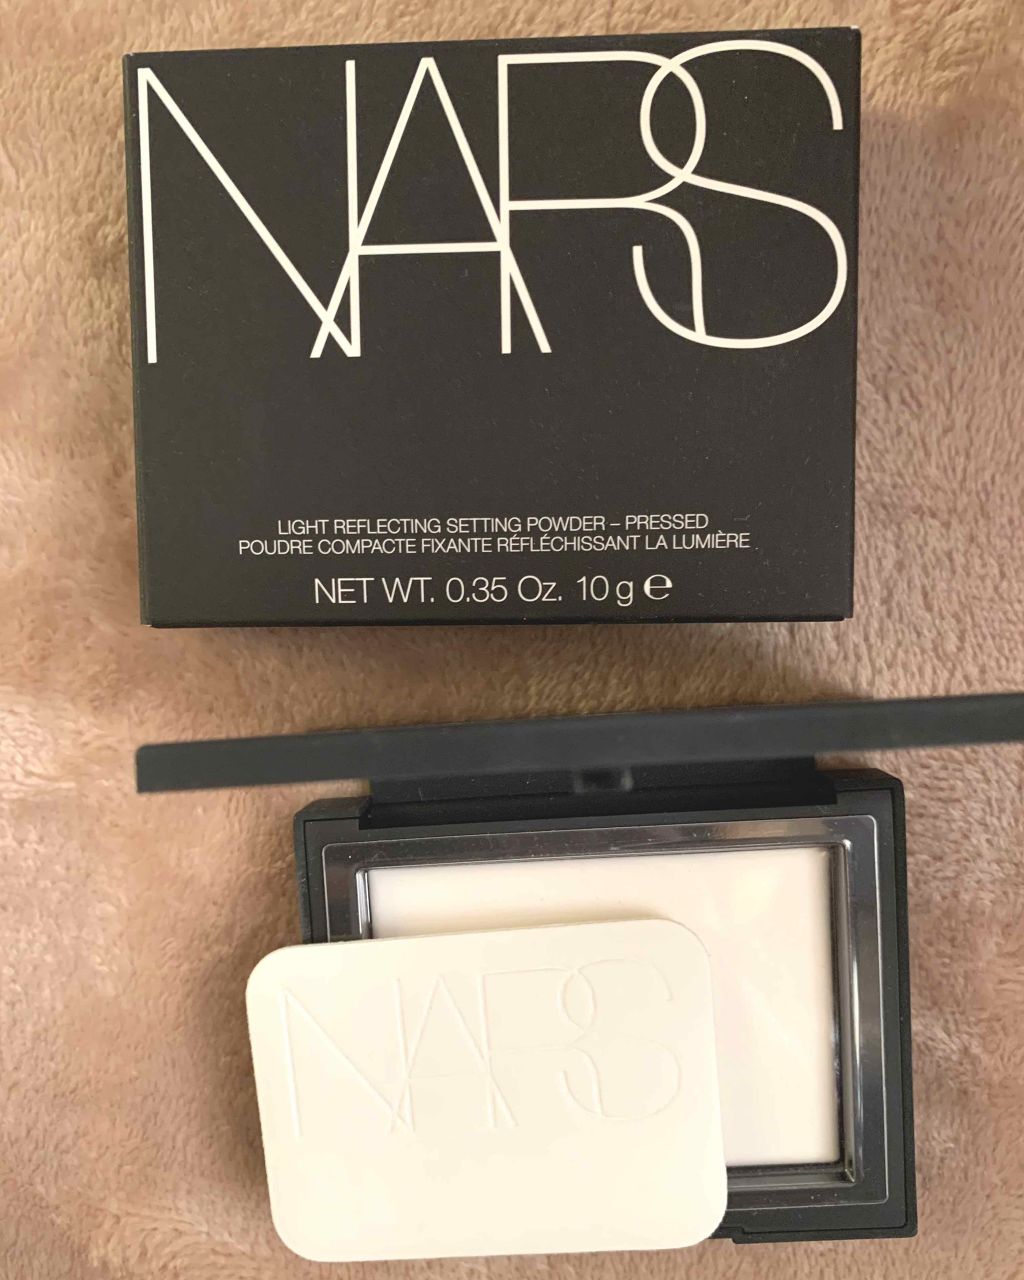 NARS
LIGHT REFLECTING SETTING POWDER – PRESSED
POUDRE COMPACTE FIXANTE RÉFLÉCHISSANT LA LUMIÈRE
NET WT. 0.35 Oz. 10 g ℮
NARS